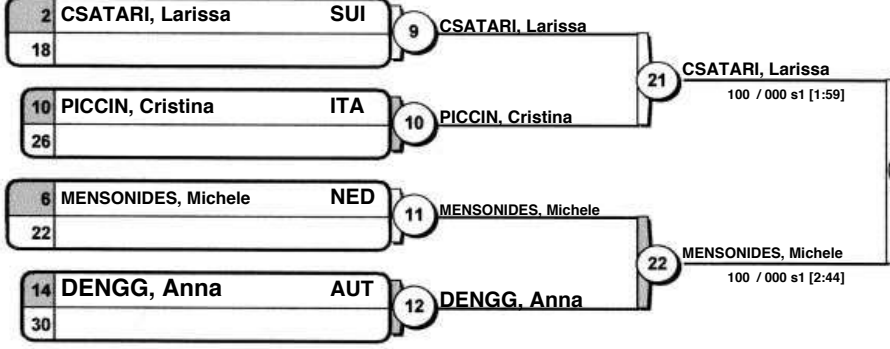 2 CSATARI, Larissa SUI
18
9 CSATARI, Larissa
10 PICCIN, Cristina ITA
26
10 PICCIN, Cristina
21 CSATARI, Larissa
100 / 000 s1 [1:59]
6 MENSONIDES, Michele NED
22
11 MENSONIDES, Michele
14 DENGG, Anna AUT
30
12 DENGG, Anna
22 MENSONIDES, Michele
100 / 000 s1 [2:44]